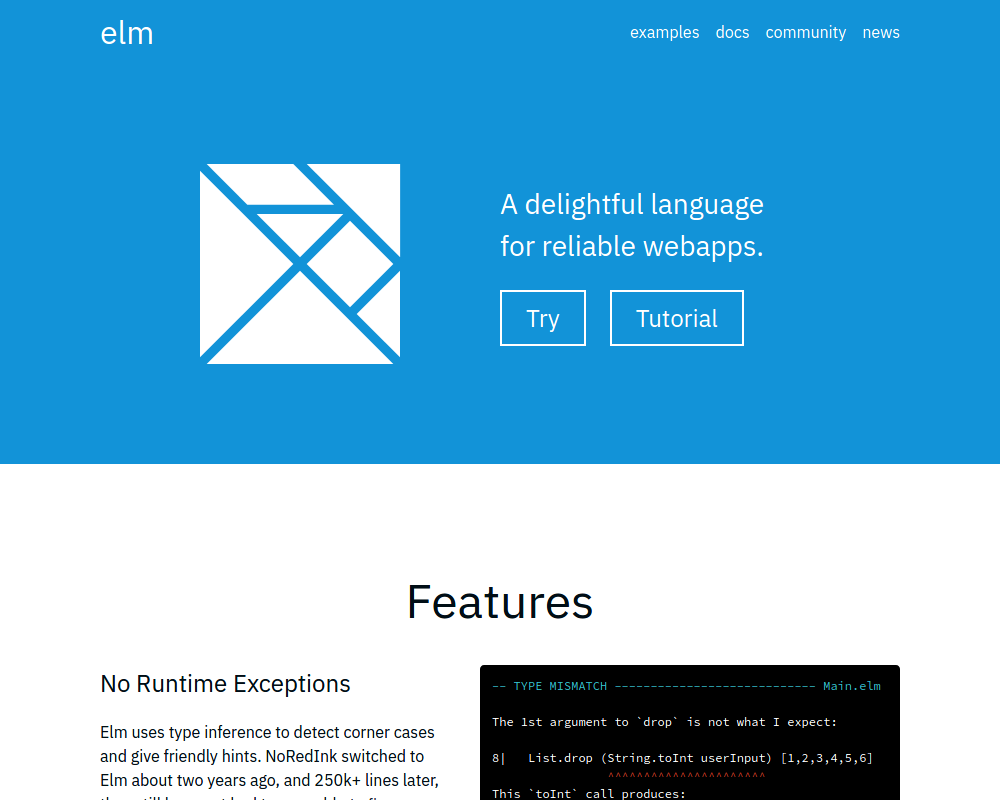 elm
examples docs community news
A delightful language
for reliable webapps.
Try Tutorial
Features
No Runtime Exceptions
Elm uses type inference to detect corner cases
and give friendly hints. NoRedInk switched to
Elm about two years ago, and 250k+ lines later,
-- TYPE MISMATCH ---------------------------- Main.elm
The 1st argument to `drop` is not what I expect:
8|   List.drop (String.toInt userInput) [1,2,3,4,5,6]
^^^^^^^^^^^^^^^^^^^^^^
This `toInt` call produces: